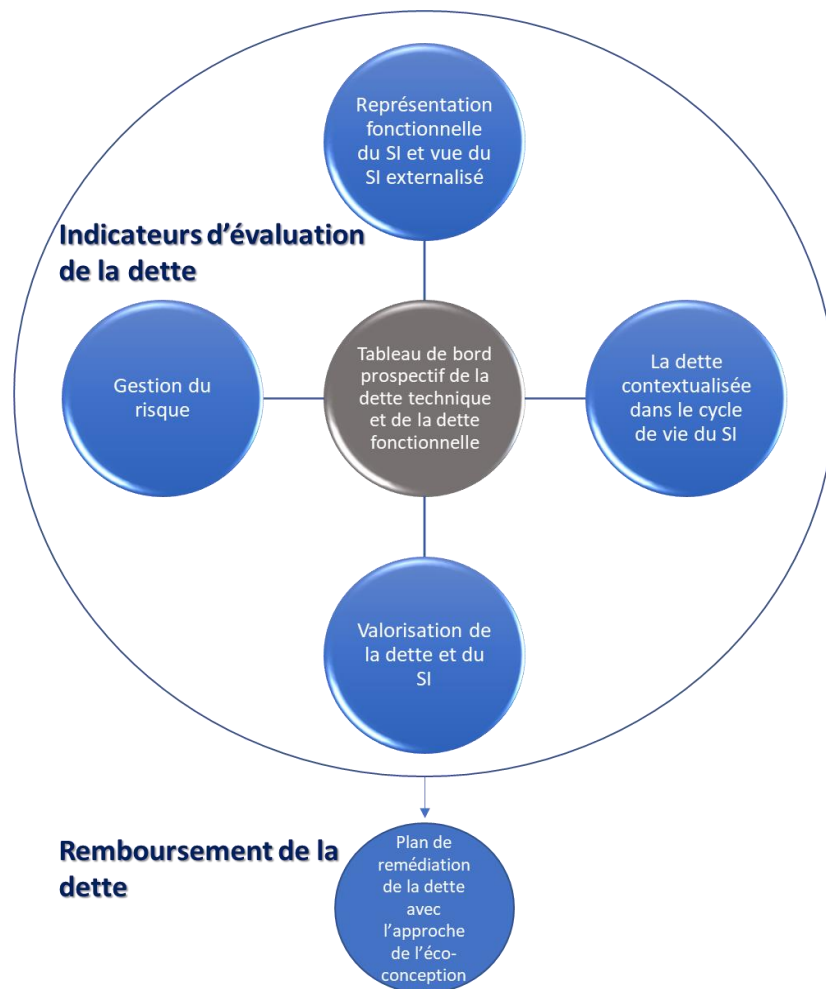 Représentation
fonctionnelle
du SI et vue du
SI externalisé
Indicateurs d'évaluation
de la dette
Gestion du
risque
Tableau de bord
prospectif de la
dette technique
et de la dette
fonctionnelle
La dette
contextualisée
dans le cycle
de vie du SI
Valorisation de
la dette et du
SI
Remboursement de la
dette
Plan de
remédiation
de la dette
avec
l'approche
de l'éco-
conception